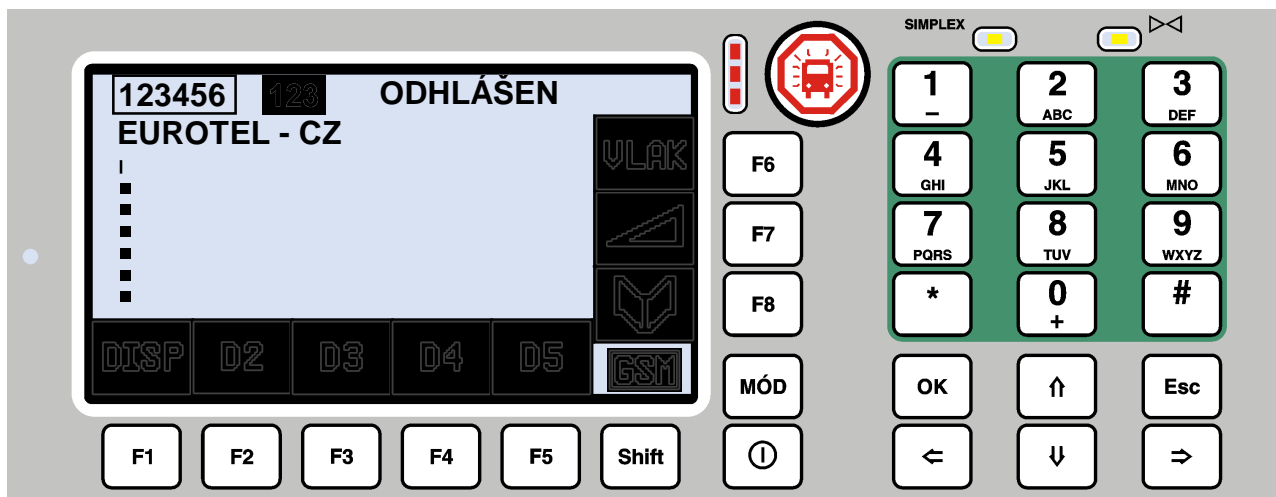 SIMPLEX
123456 123 ODHLÁŠEN
EUROTEL - CZ
VLAK
DISP D2 D3 D4 D5 GSM
F6
F7
F8
MÓD
F1 F2 F3 F4 F5 Shift
1 2 3
– ABC DEF
4 5 6
GHI JKL MNO
7 8 9
PQRS TUV WXYZ
* 0 #
+
OK Esc